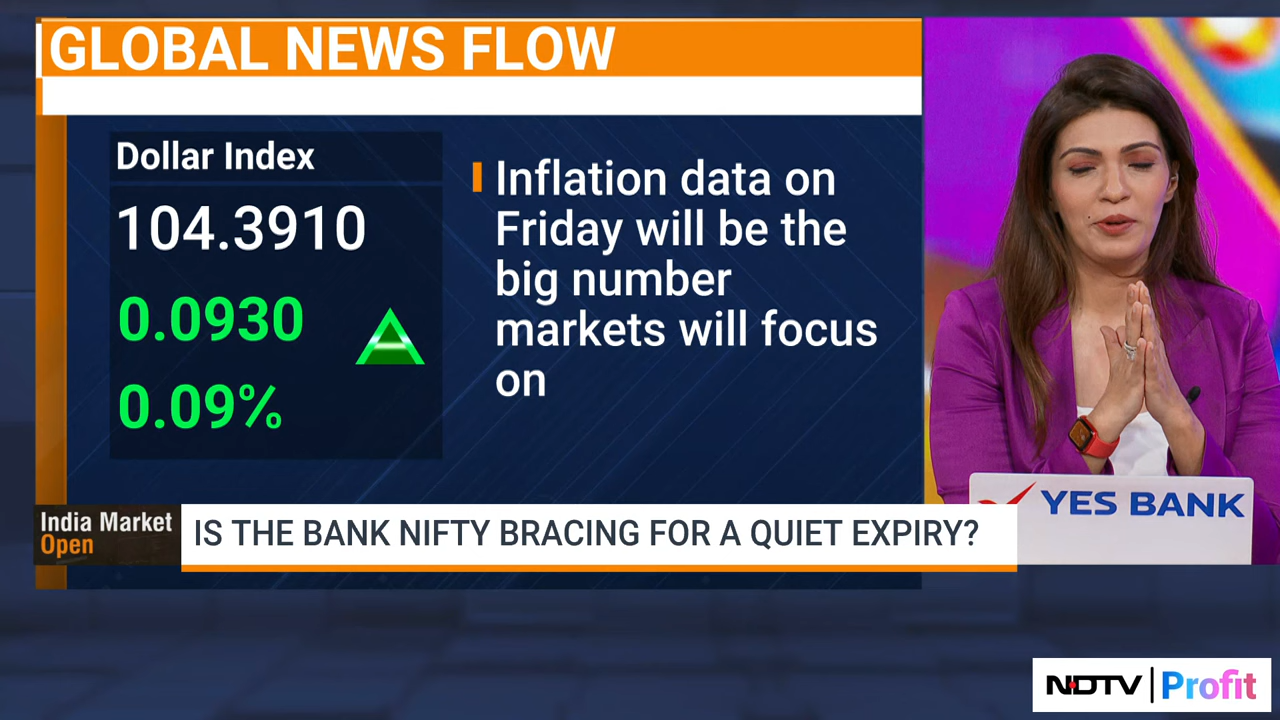 GLOBAL NEWS FLOW
Dollar Index
104.3910
0.0930
0.09%
Inflation data on
Friday will be the
big number
markets will focus
on
YES BANK
India Market
Open
IS THE BANK NIFTY BRACING FOR A QUIET EXPIRY?
NDTV Profit